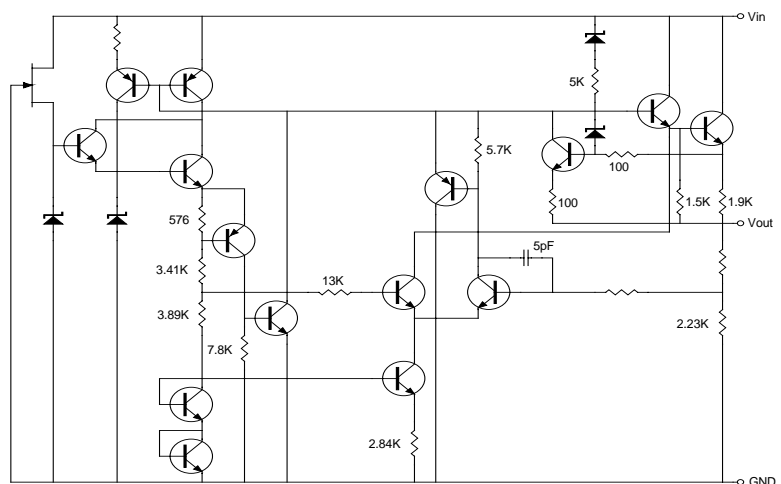 Vin
5K
5.7K
100
100
1.5K
1.9K
Vout
576
5pF
3.41K
13K
3.89K
7.8K
2.23K
2.84K
GND